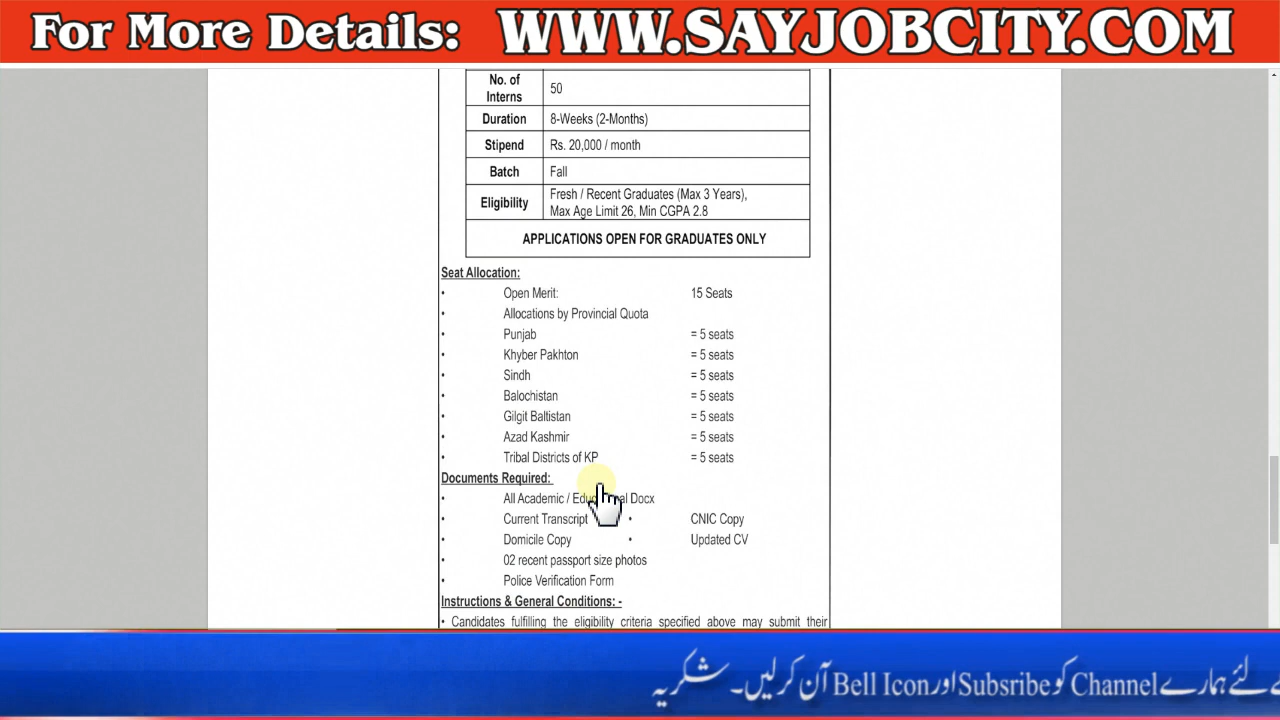 For More Details: WWW.SAYJOBCITY.COM
No. of Interns 50
Duration 8-Weeks (2-Months)
Stipend Rs. 20,000 / month
Batch Fall
Eligibility Fresh / Recent Graduates (Max 3 Years),
Max Age Limit 26, Min CGPA 2.8
APPLICATIONS OPEN FOR GRADUATES ONLY
Seat Allocation:
• Open Merit: 15 Seats
• Allocations by Provincial Quota
• Punjab = 5 seats
• Khyber Pakhton = 5 seats
• Sindh = 5 seats
• Balochistan = 5 seats
• Gilgit Baltistan = 5 seats
• Azad Kashmir = 5 seats
• Tribal Districts of KP = 5 seats
Documents Required:
• All Academic / Docx
• Current Transcript • CNIC Copy
• Domicile Copy • Updated CV
• 02 recent passport size photos
• Police Verification Form
Instructions & General Conditions: -
• Candidates fulfilling the eligibility criteria specified above may submit their
لئے ہمارے Channel کو Subsribe اور Bell Icon آن کرلیں۔ شکریہ